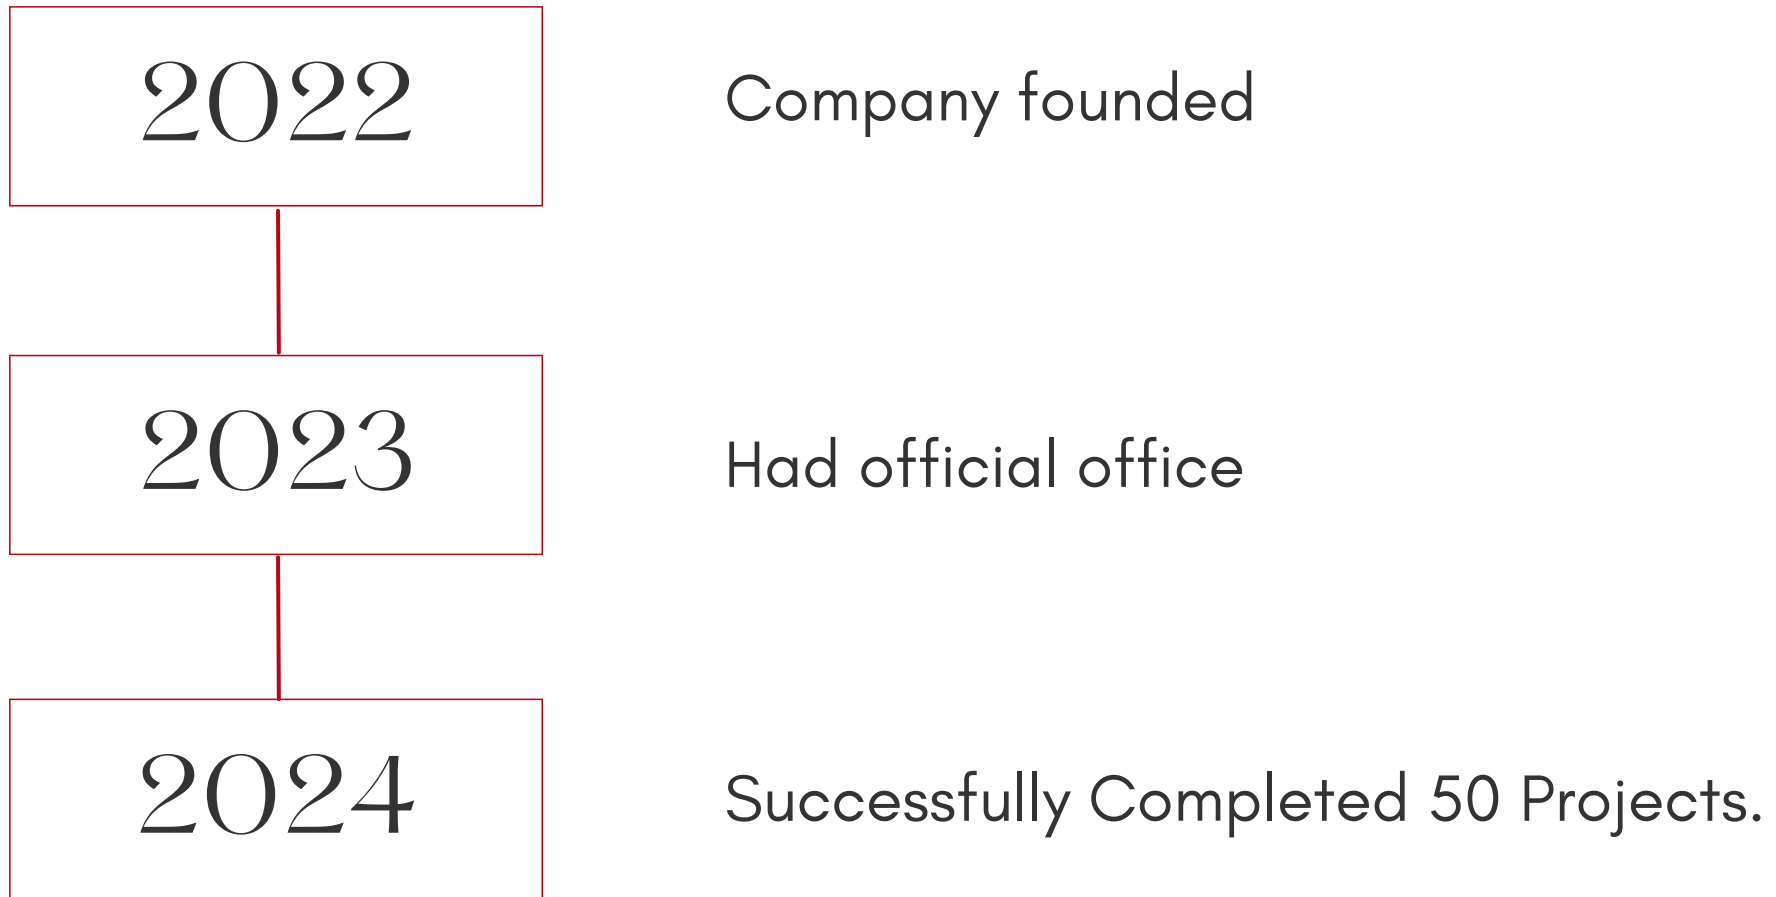 2022
Company founded
2023
Had official office
2024
Successfully Completed 50 Projects.